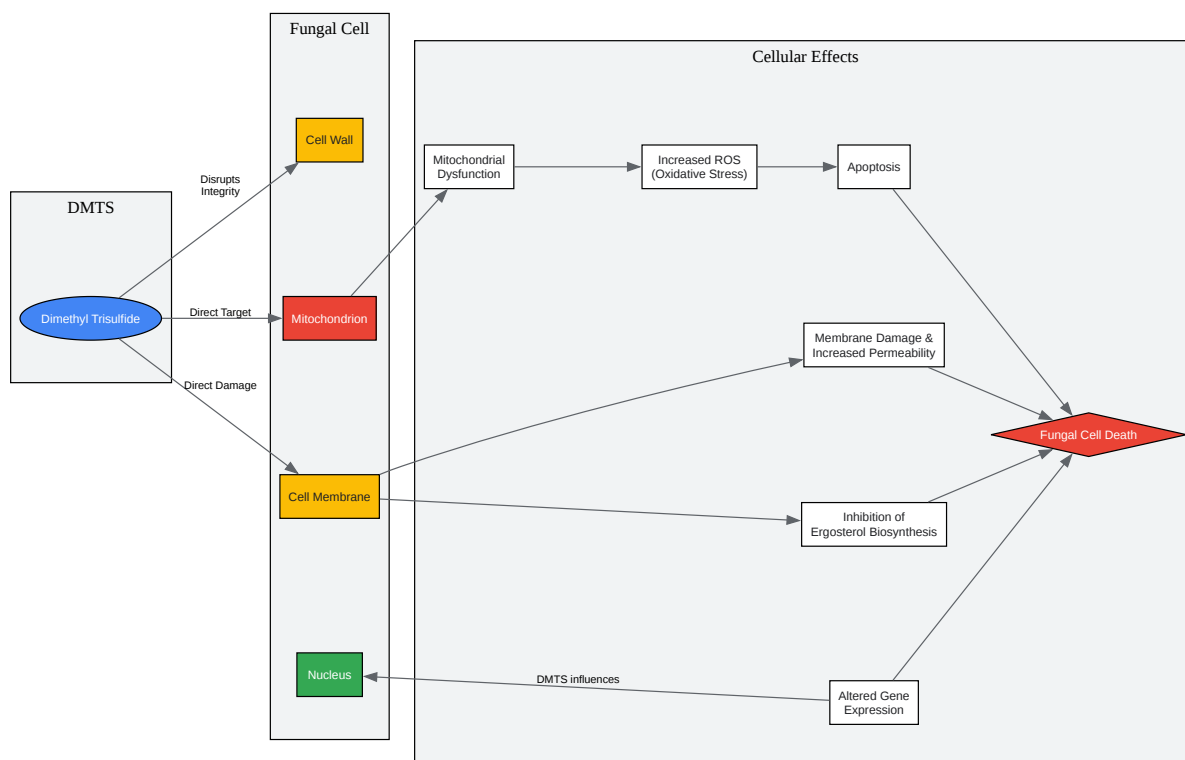 Fungal Cell
Cellular Effects
Cell Wall
Mitochondrial
Dysfunction
Increased ROS
(Oxidative Stress)
Apoptosis
Disrupts
Integrity
DMTS
Dimethyl Trisulfide
Direct Target
Mitochondrion
Membrane Damage &
Increased Permeability
Direct Damage
Fungal Cell Death
Cell Membrane
Inhibition of
Ergosterol Biosynthesis
Nucleus
DMTS influences
Altered Gene
Expression